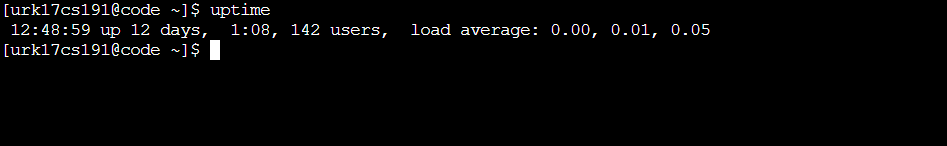 [urk17cs191@code ~]$ uptime
 12:48:59 up 12 days,  1:08, 142 users,  load average: 0.00, 0.01, 0.05
[urk17cs191@code ~]$